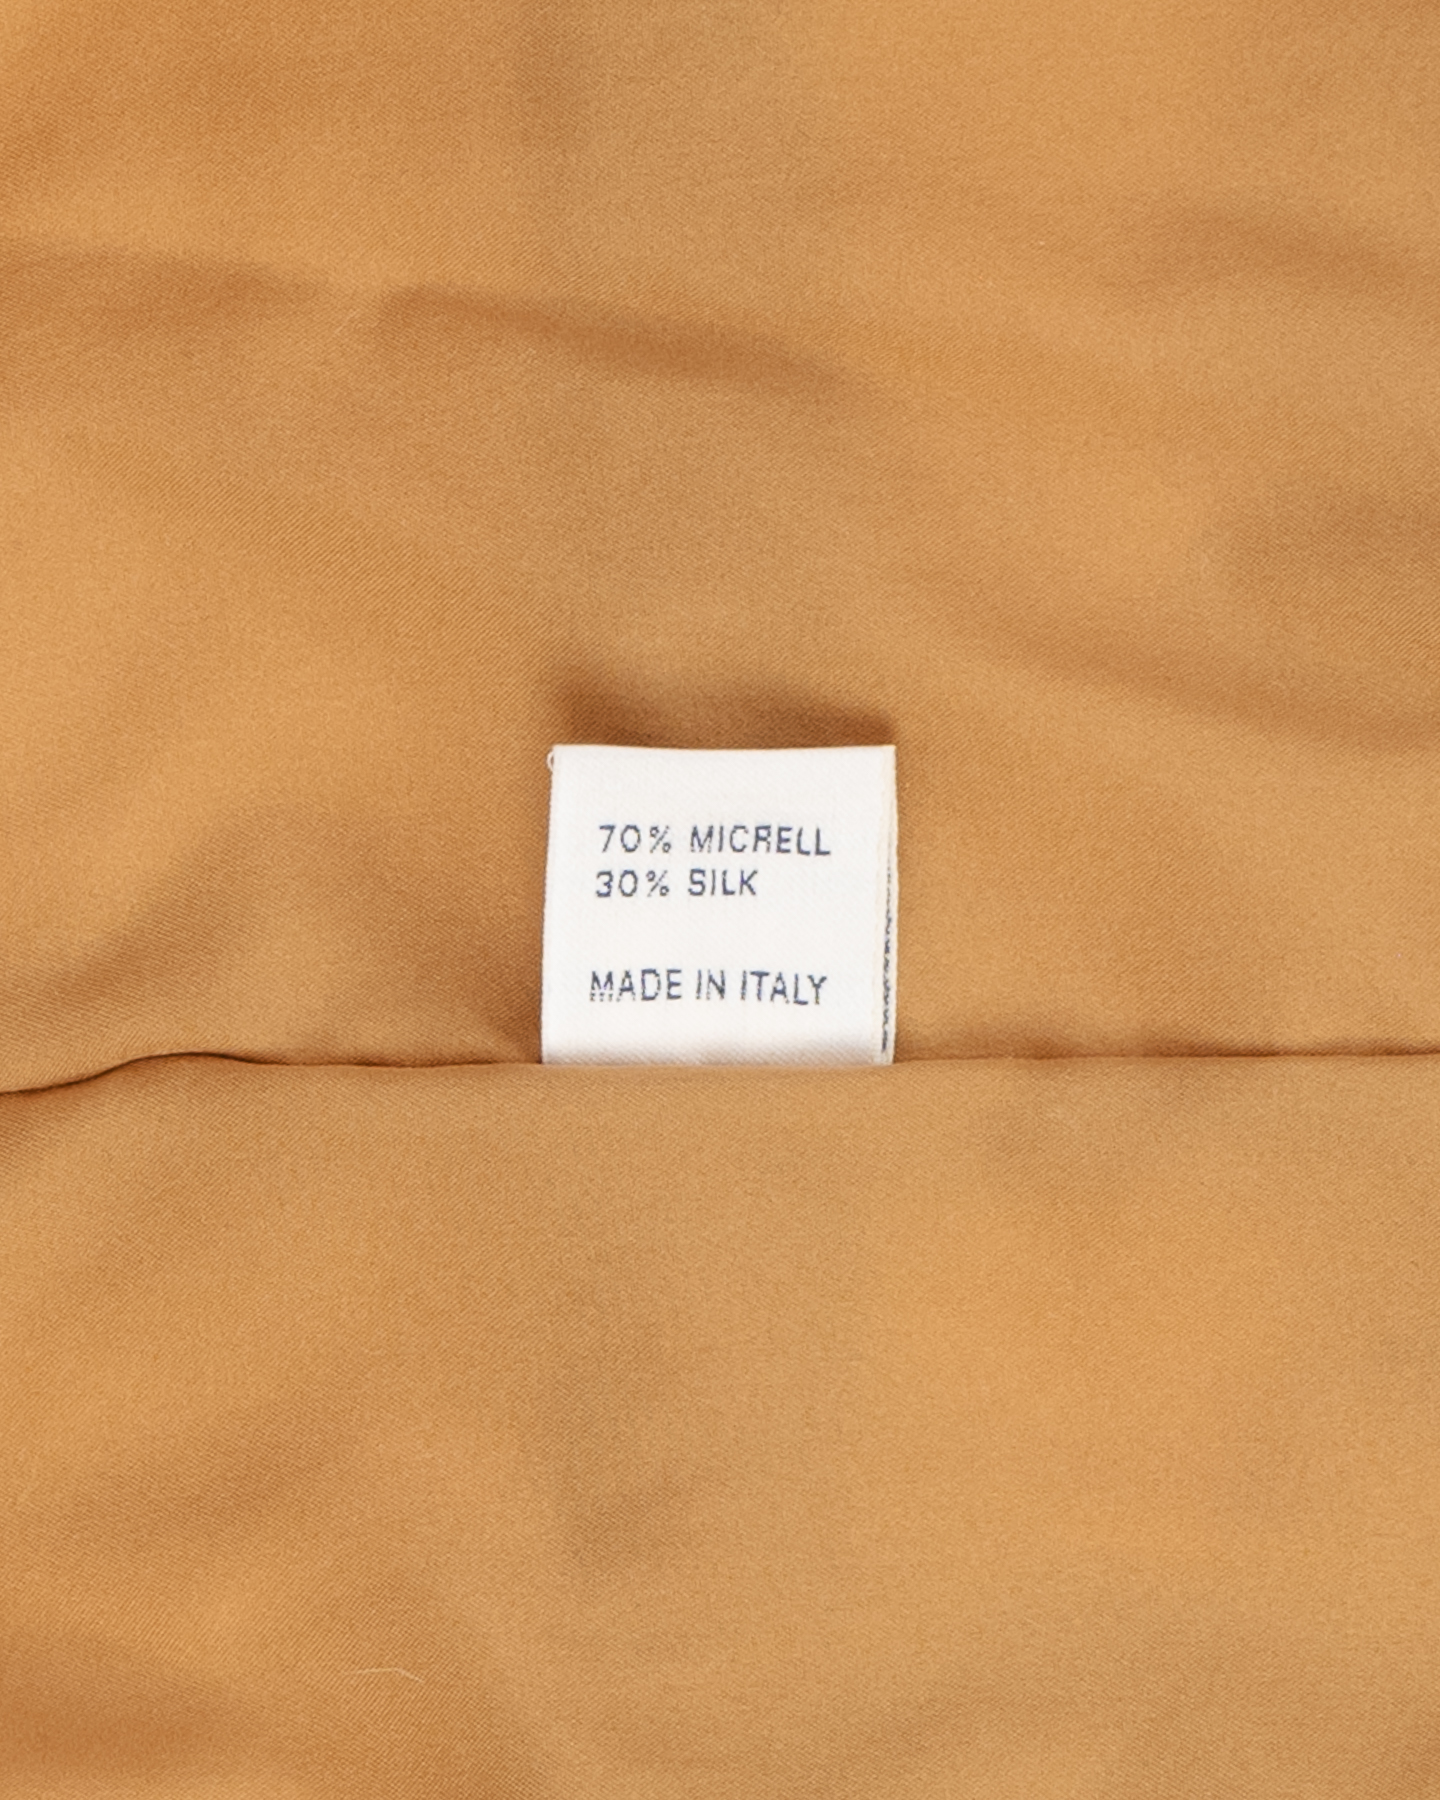 70% MICRELL
30% SILK
MADE IN ITALY